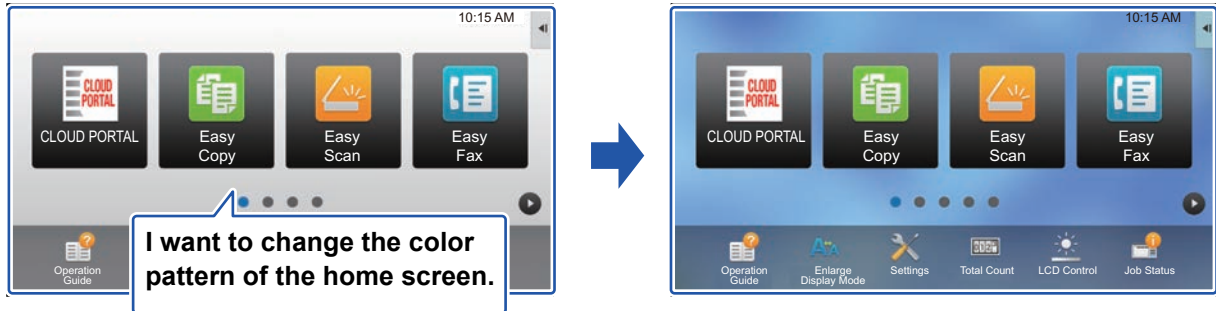 10:15 AM
CLOUD
PORTAL
CLOUD PORTAL
Easy
Copy
Easy
Scan
Easy
Fax
I want to change the color
pattern of the home screen.
Operation
Guide
10:15 AM
CLOUD
PORTAL
CLOUD PORTAL
Easy
Copy
Easy
Scan
Easy
Fax
Operation
Guide
Enlarge
Display Mode
Settings
Total Count
LCD Control
Job Status